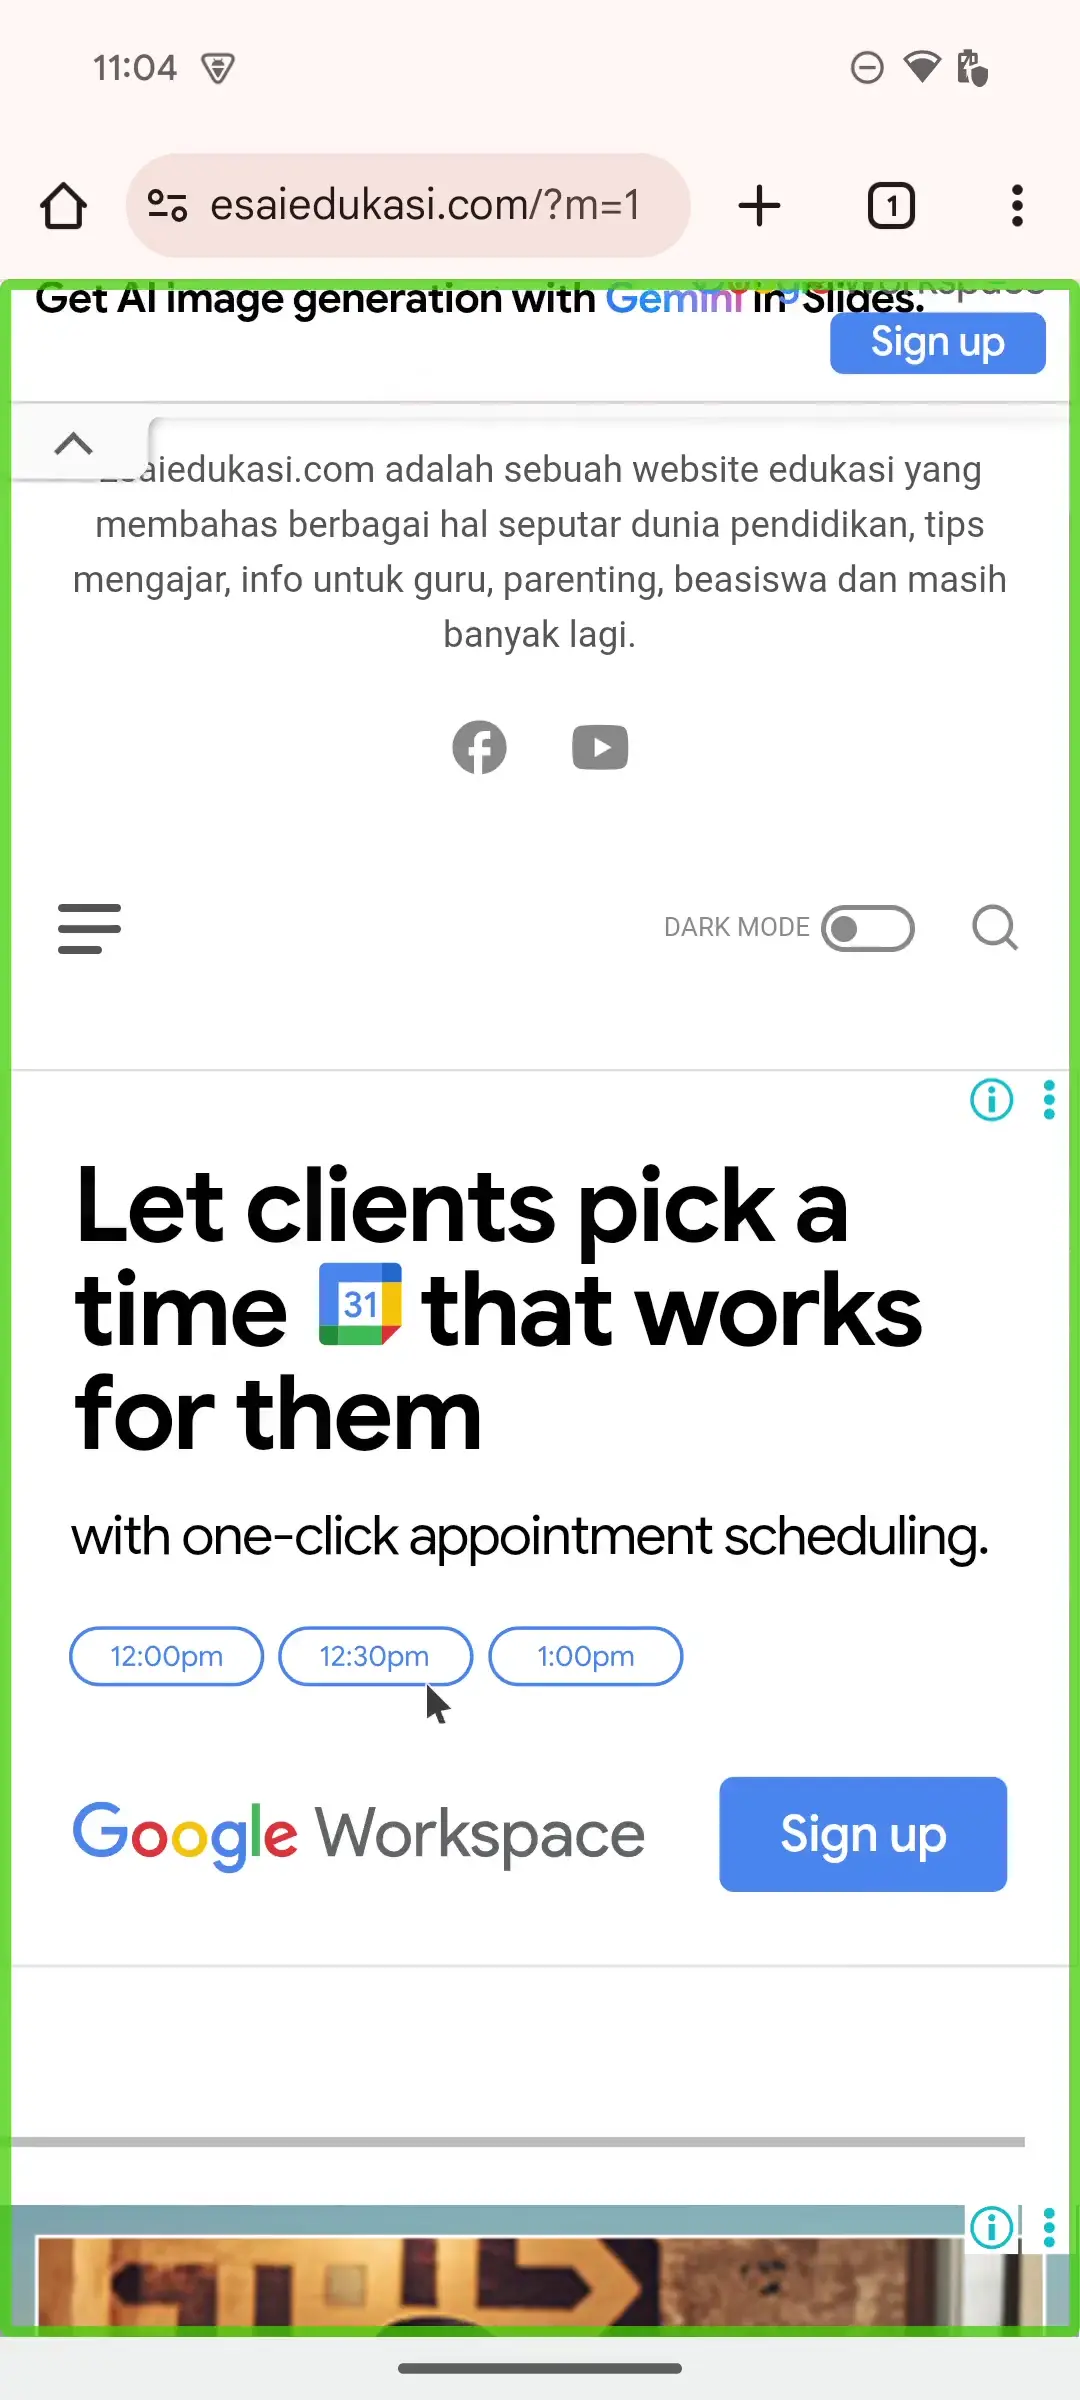 11:04
esaiedukasi.com/?m=1
1
Get AI image generation with Gemini in Slides.
Sign up
aiedukasi.com adalah sebuah website edukasi yang
membahas berbagai hal seputar dunia pendidikan, tips
mengajar, info untuk guru, parenting, beasiswa dan masih
banyak lagi.
DARK MODE
Let clients pick a
time 31 that works
for them
with one-click appointment scheduling.
12:00pm 12:30pm 1:00pm
Google Workspace
Sign up